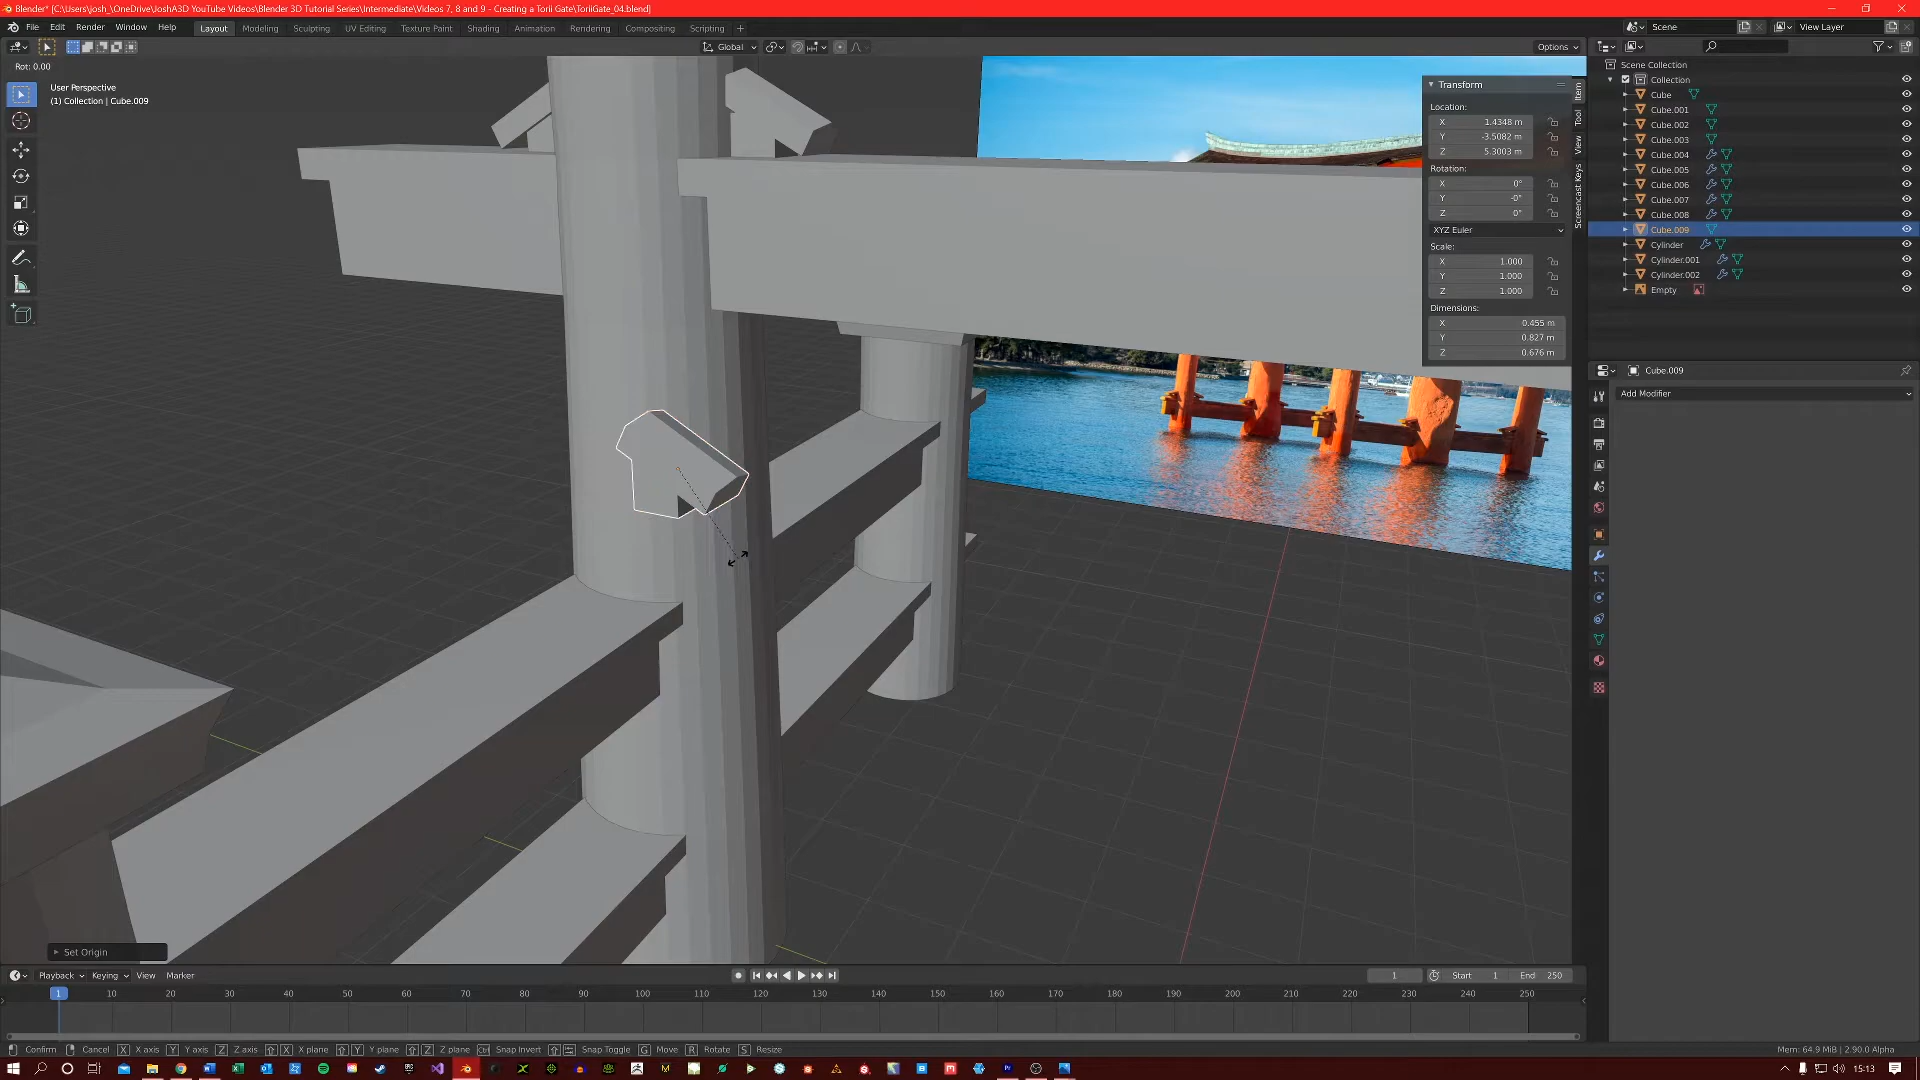 Blender* [C:\Users\josh_\OneDrive\JoshA3D YouTube Videos\Blender 3D Tutorial Series\Intermediate\Videos 7, 8 and 9 - Creating a Torii Gate\ToriiGate_04.blend]
File Edit Render Window Help Layout Modeling Sculpting UV Editing Texture Paint Shading Animation Rendering Compositing Scripting + Scene View Layer
Global Options
Rot: 0.00
User Perspective
(1) Collection | Cube.009
Transform
Location:
X 1.4348 m
Y -3.5082 m
Z 5.3003 m
Rotation:
X 0°
Y -0°
Z 0°
XYZ Euler
Scale:
X 1.000
Y 1.000
Z 1.000
Dimensions:
X 0.455 m
Y 0.827 m
Z 0.676 m
Item
Tool
View
Screencast Keys
Scene Collection
Collection
Cube
Cube.001
Cube.002
Cube.003
Cube.004
Cube.005
Cube.006
Cube.007
Cube.008
Cube.009
Cylinder
Cylinder.001
Cylinder.002
Empty
Cube.009
Add Modifier
Set Origin
Playback Keying View Marker 1 Start 1 End 250
1 10 20 30 40 50 60 70 80 90 100 110 120 130 140 150 160 170 180 190 200 210 220 230 240 250
Confirm Cancel X X axis Y Y axis Z Z axis X X plane Y Y plane Z Z plane Snap Invert Snap Toggle G Move R Rotate S Resize Mem: 64.9 MiB | 2.90.0 Alpha
15:13